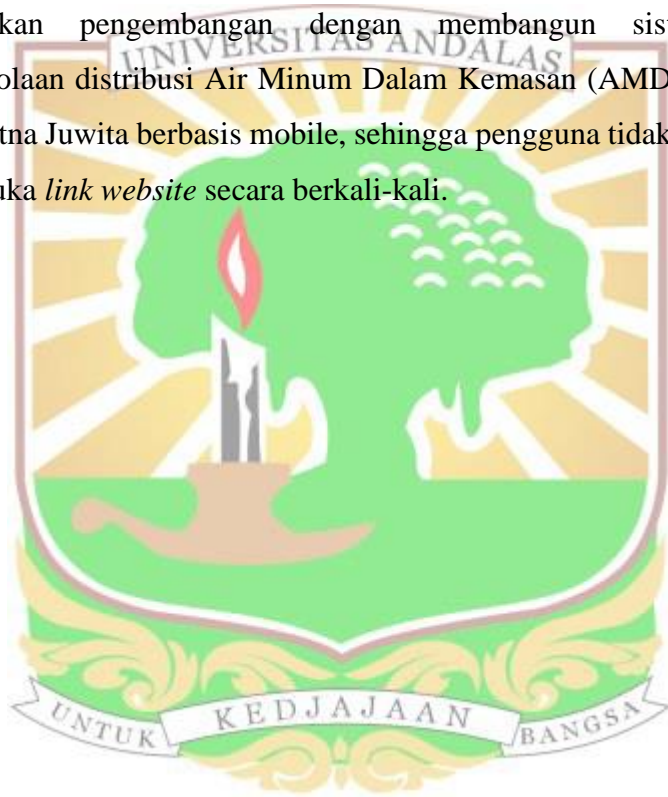 kan pengembangan dengan membangun sis
UNIVERSITAS ANDALAS
olaan distribusi Air Minum Dalam Kemasan (AMD
tna Juwita berbasis mobile, sehingga pengguna tidak
uka link website secara berkali-kali.
UNTUK KEDJAJAAN BANGSA